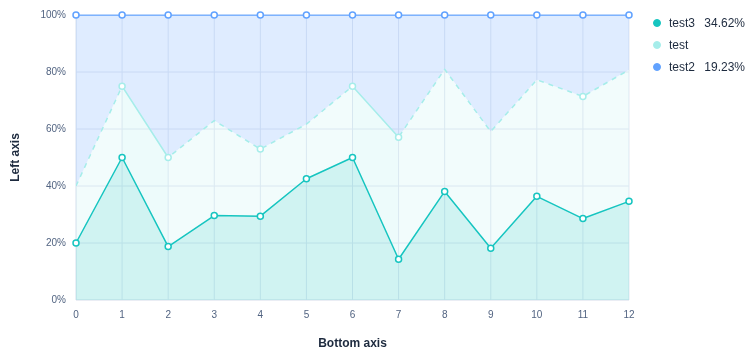 100%
80%
60%
40%
20%
0%
Left axis
0 1 2 3 4 5 6 7 8 9 10 11 12
Bottom axis
test3 34.62%
test
test2 19.23%